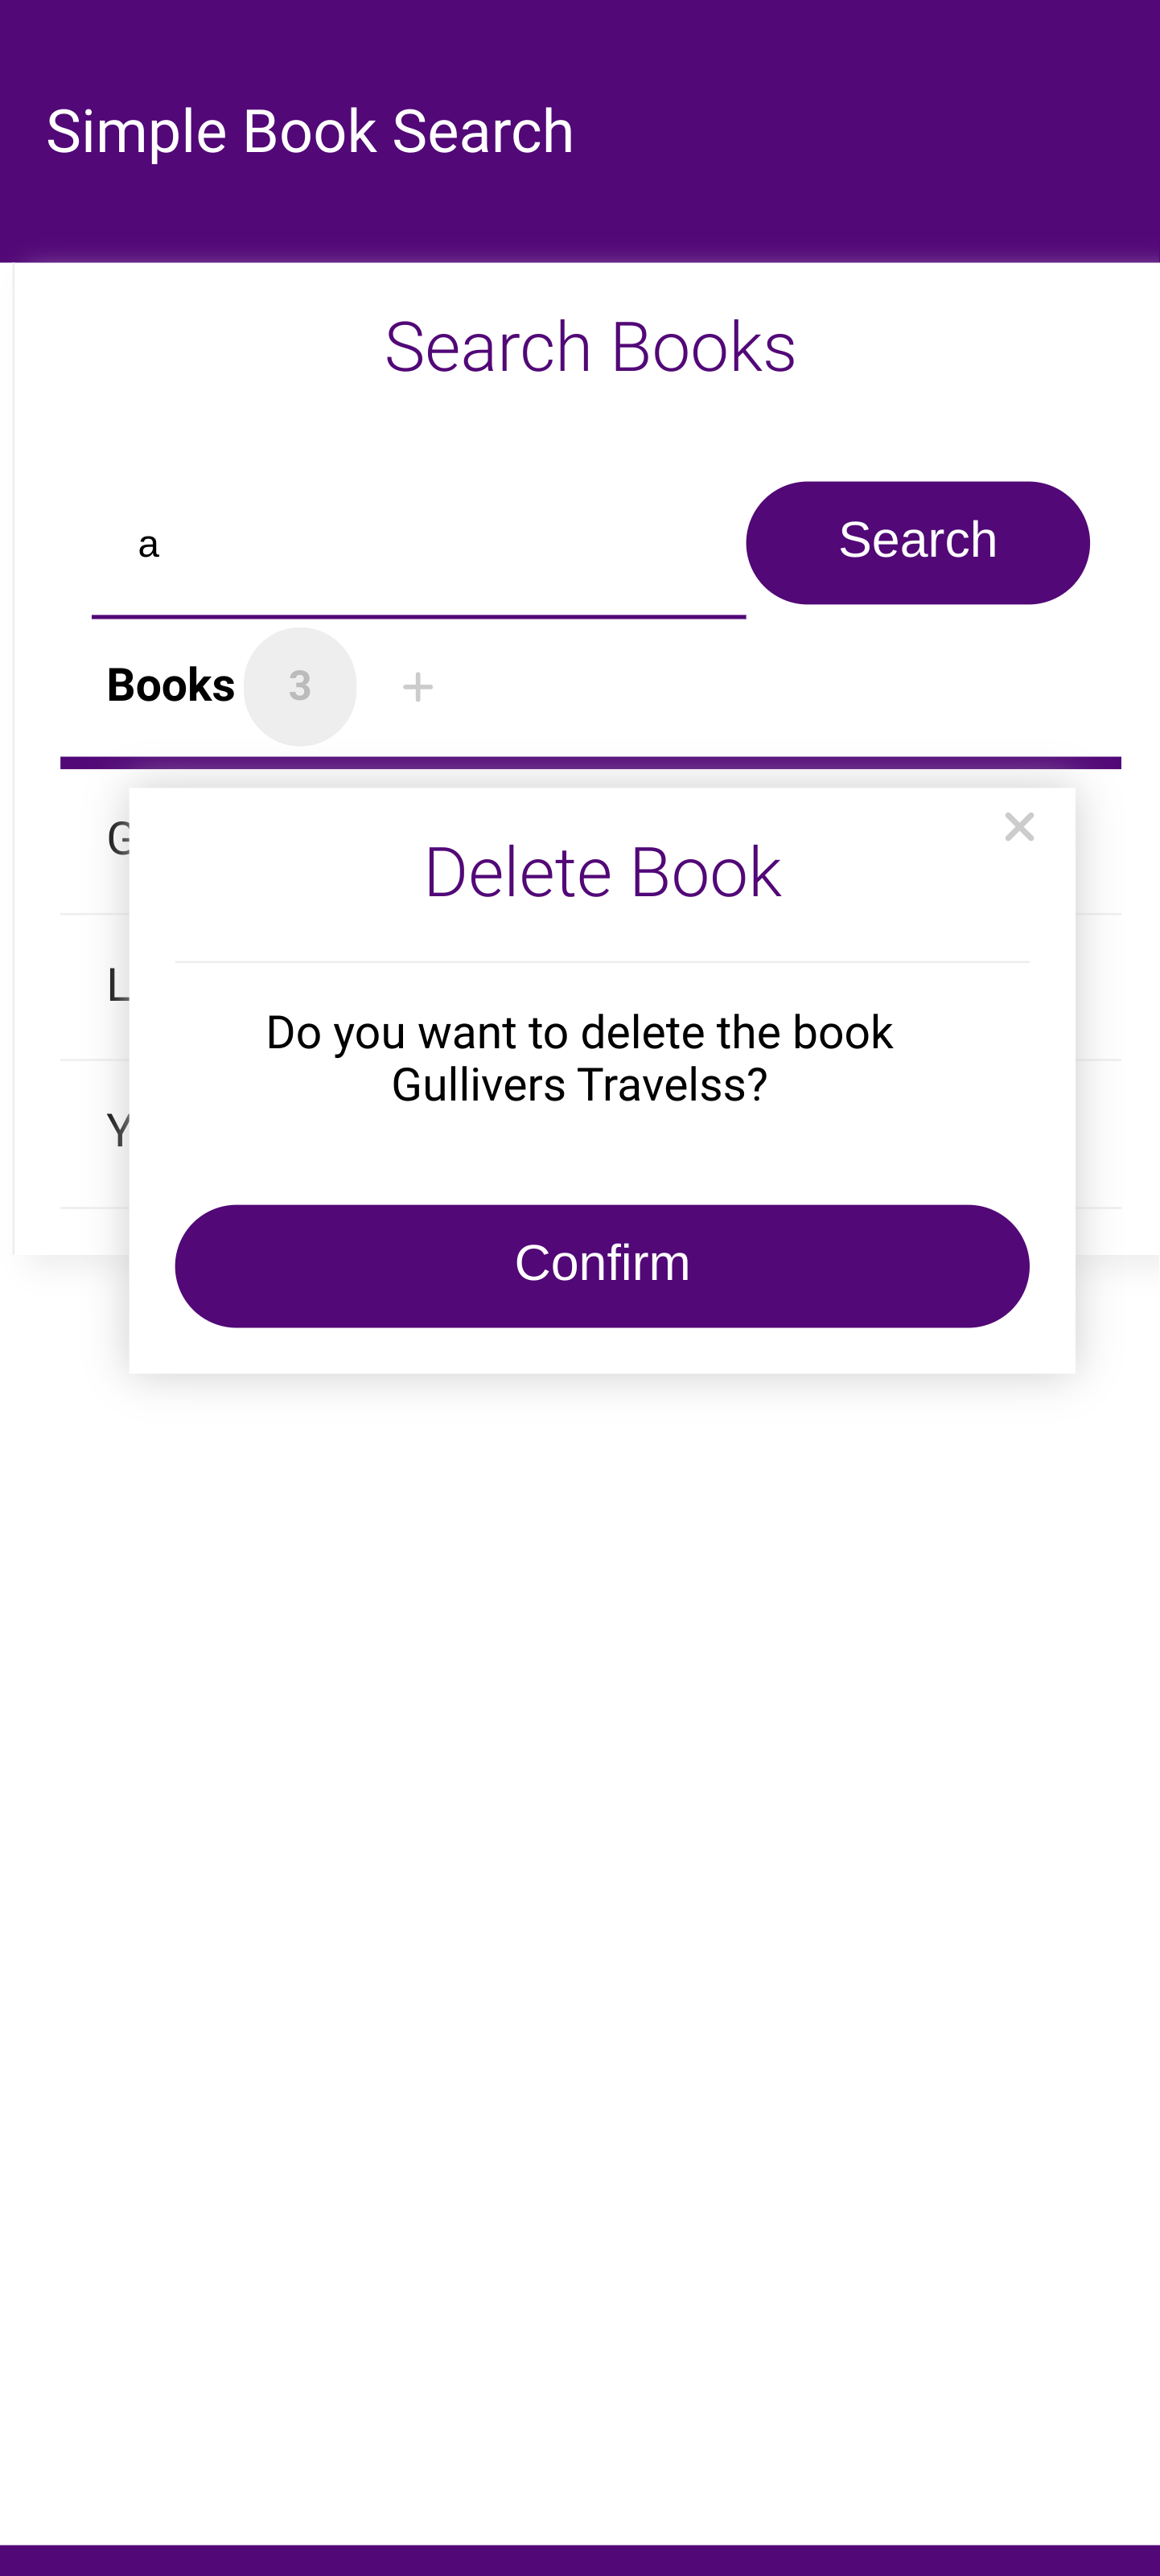 Simple Book Search
Search Books
a
Search
Books 3 +
Delete Book
Do you want to delete the book
Gullivers Travelss?
Confirm